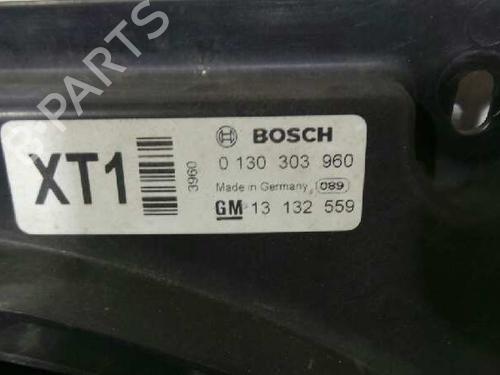 XT1
3960
BOSCH
0 130 303 960
Made in Germany 089
GM 13 132 559
B-PARTS